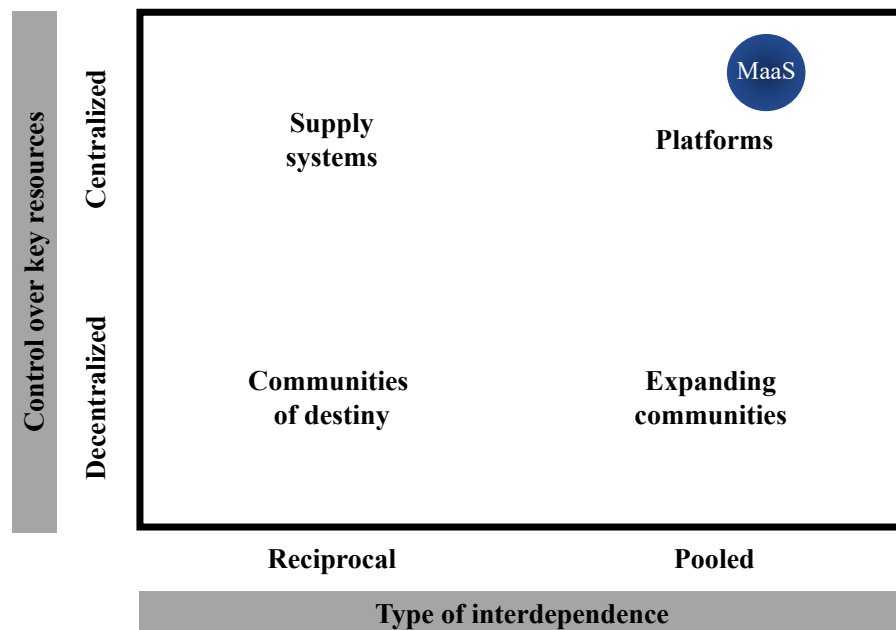 Control over key resources
Centralized
Decentralized
MaaS
Supply
systems
Platforms
Communities
of destiny
Expanding
communities
Reciprocal
Pooled
Type of interdependence